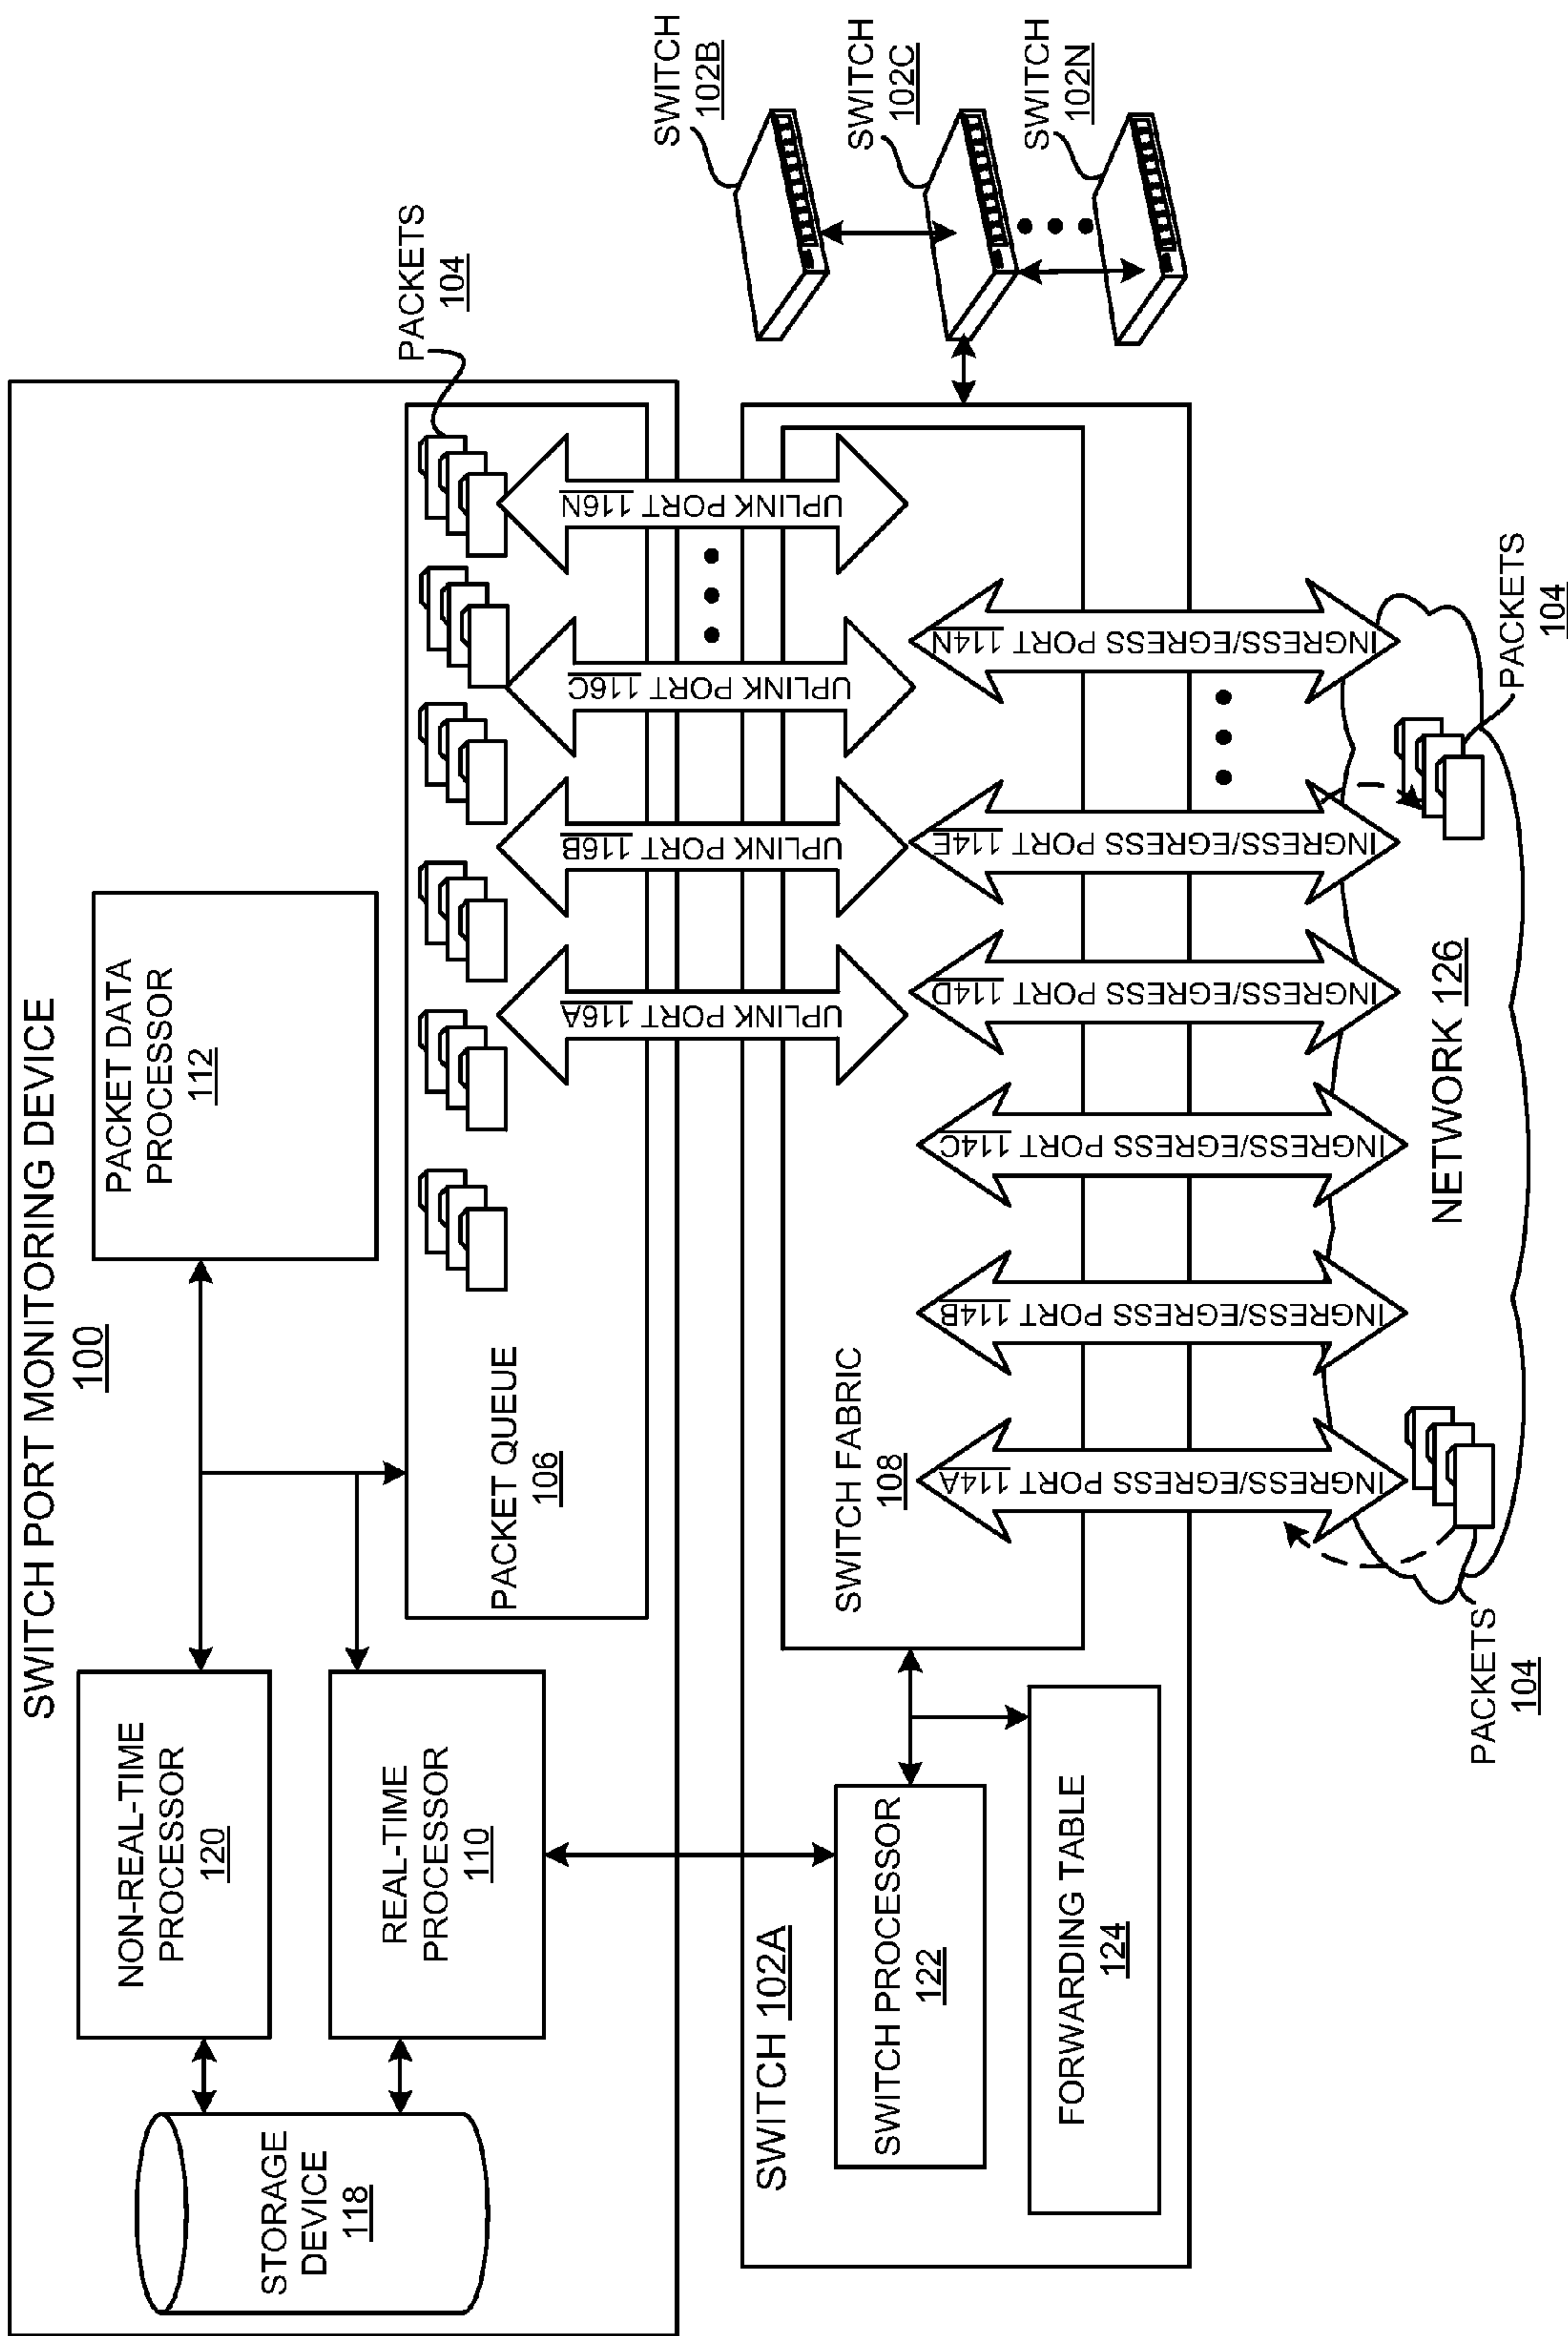 SWITCH PORT MONITORING DEVICE
100
STORAGE
DEVICE
118
NON-REAL-TIME
PROCESSOR
120
REAL-TIME
PROCESSOR
110
PACKET DATA
PROCESSOR
112
PACKET QUEUE
106
PACKETS
104
UPLINK PORT 116A
UPLINK PORT 116B
UPLINK PORT 116C
UPLINK PORT 116N
SWITCH 102A
SWITCH PROCESSOR
122
FORWARDING TABLE
124
SWITCH FABRIC
108
INGRESS/EGRESS PORT 114A
INGRESS/EGRESS PORT 114B
INGRESS/EGRESS PORT 114C
INGRESS/EGRESS PORT 114D
INGRESS/EGRESS PORT 114E
INGRESS/EGRESS PORT 114N
SWITCH
102B
SWITCH
102C
SWITCH
102N
NETWORK 126
PACKETS
104
PACKETS
104